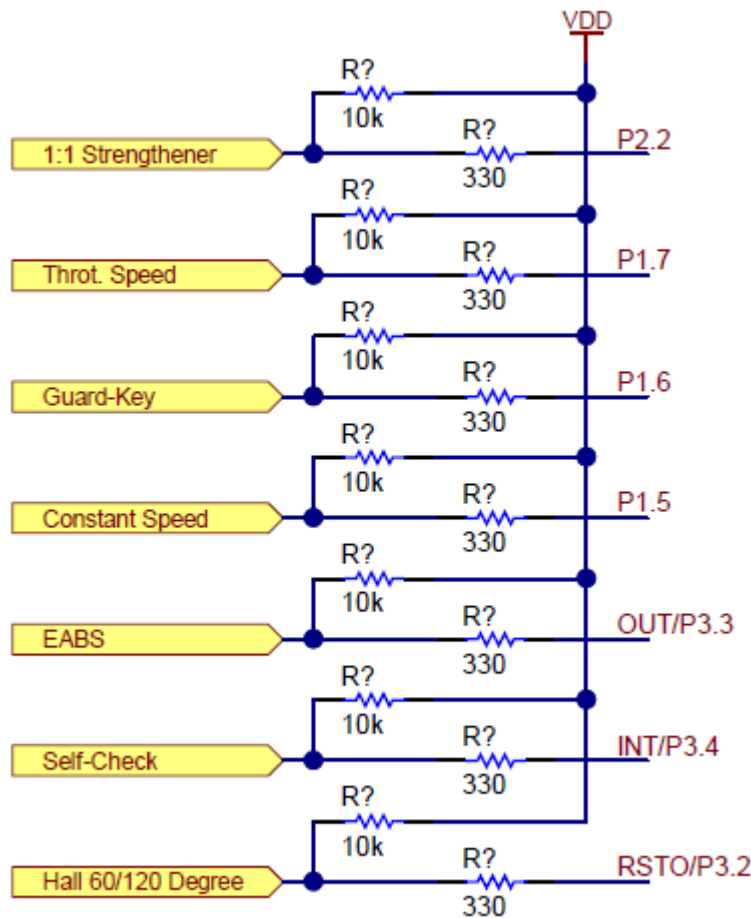 VDD
R?
10k
1:1 Strengthener
R?
330
P2.2
R?
10k
Throt. Speed
R?
330
P1.7
R?
10k
Guard-Key
R?
330
P1.6
R?
10k
Constant Speed
R?
330
P1.5
R?
10k
EABS
R?
330
OUT/P3.3
R?
10k
Self-Check
R?
330
INT/P3.4
R?
10k
Hall 60/120 Degree
R?
330
RSTO/P3.2